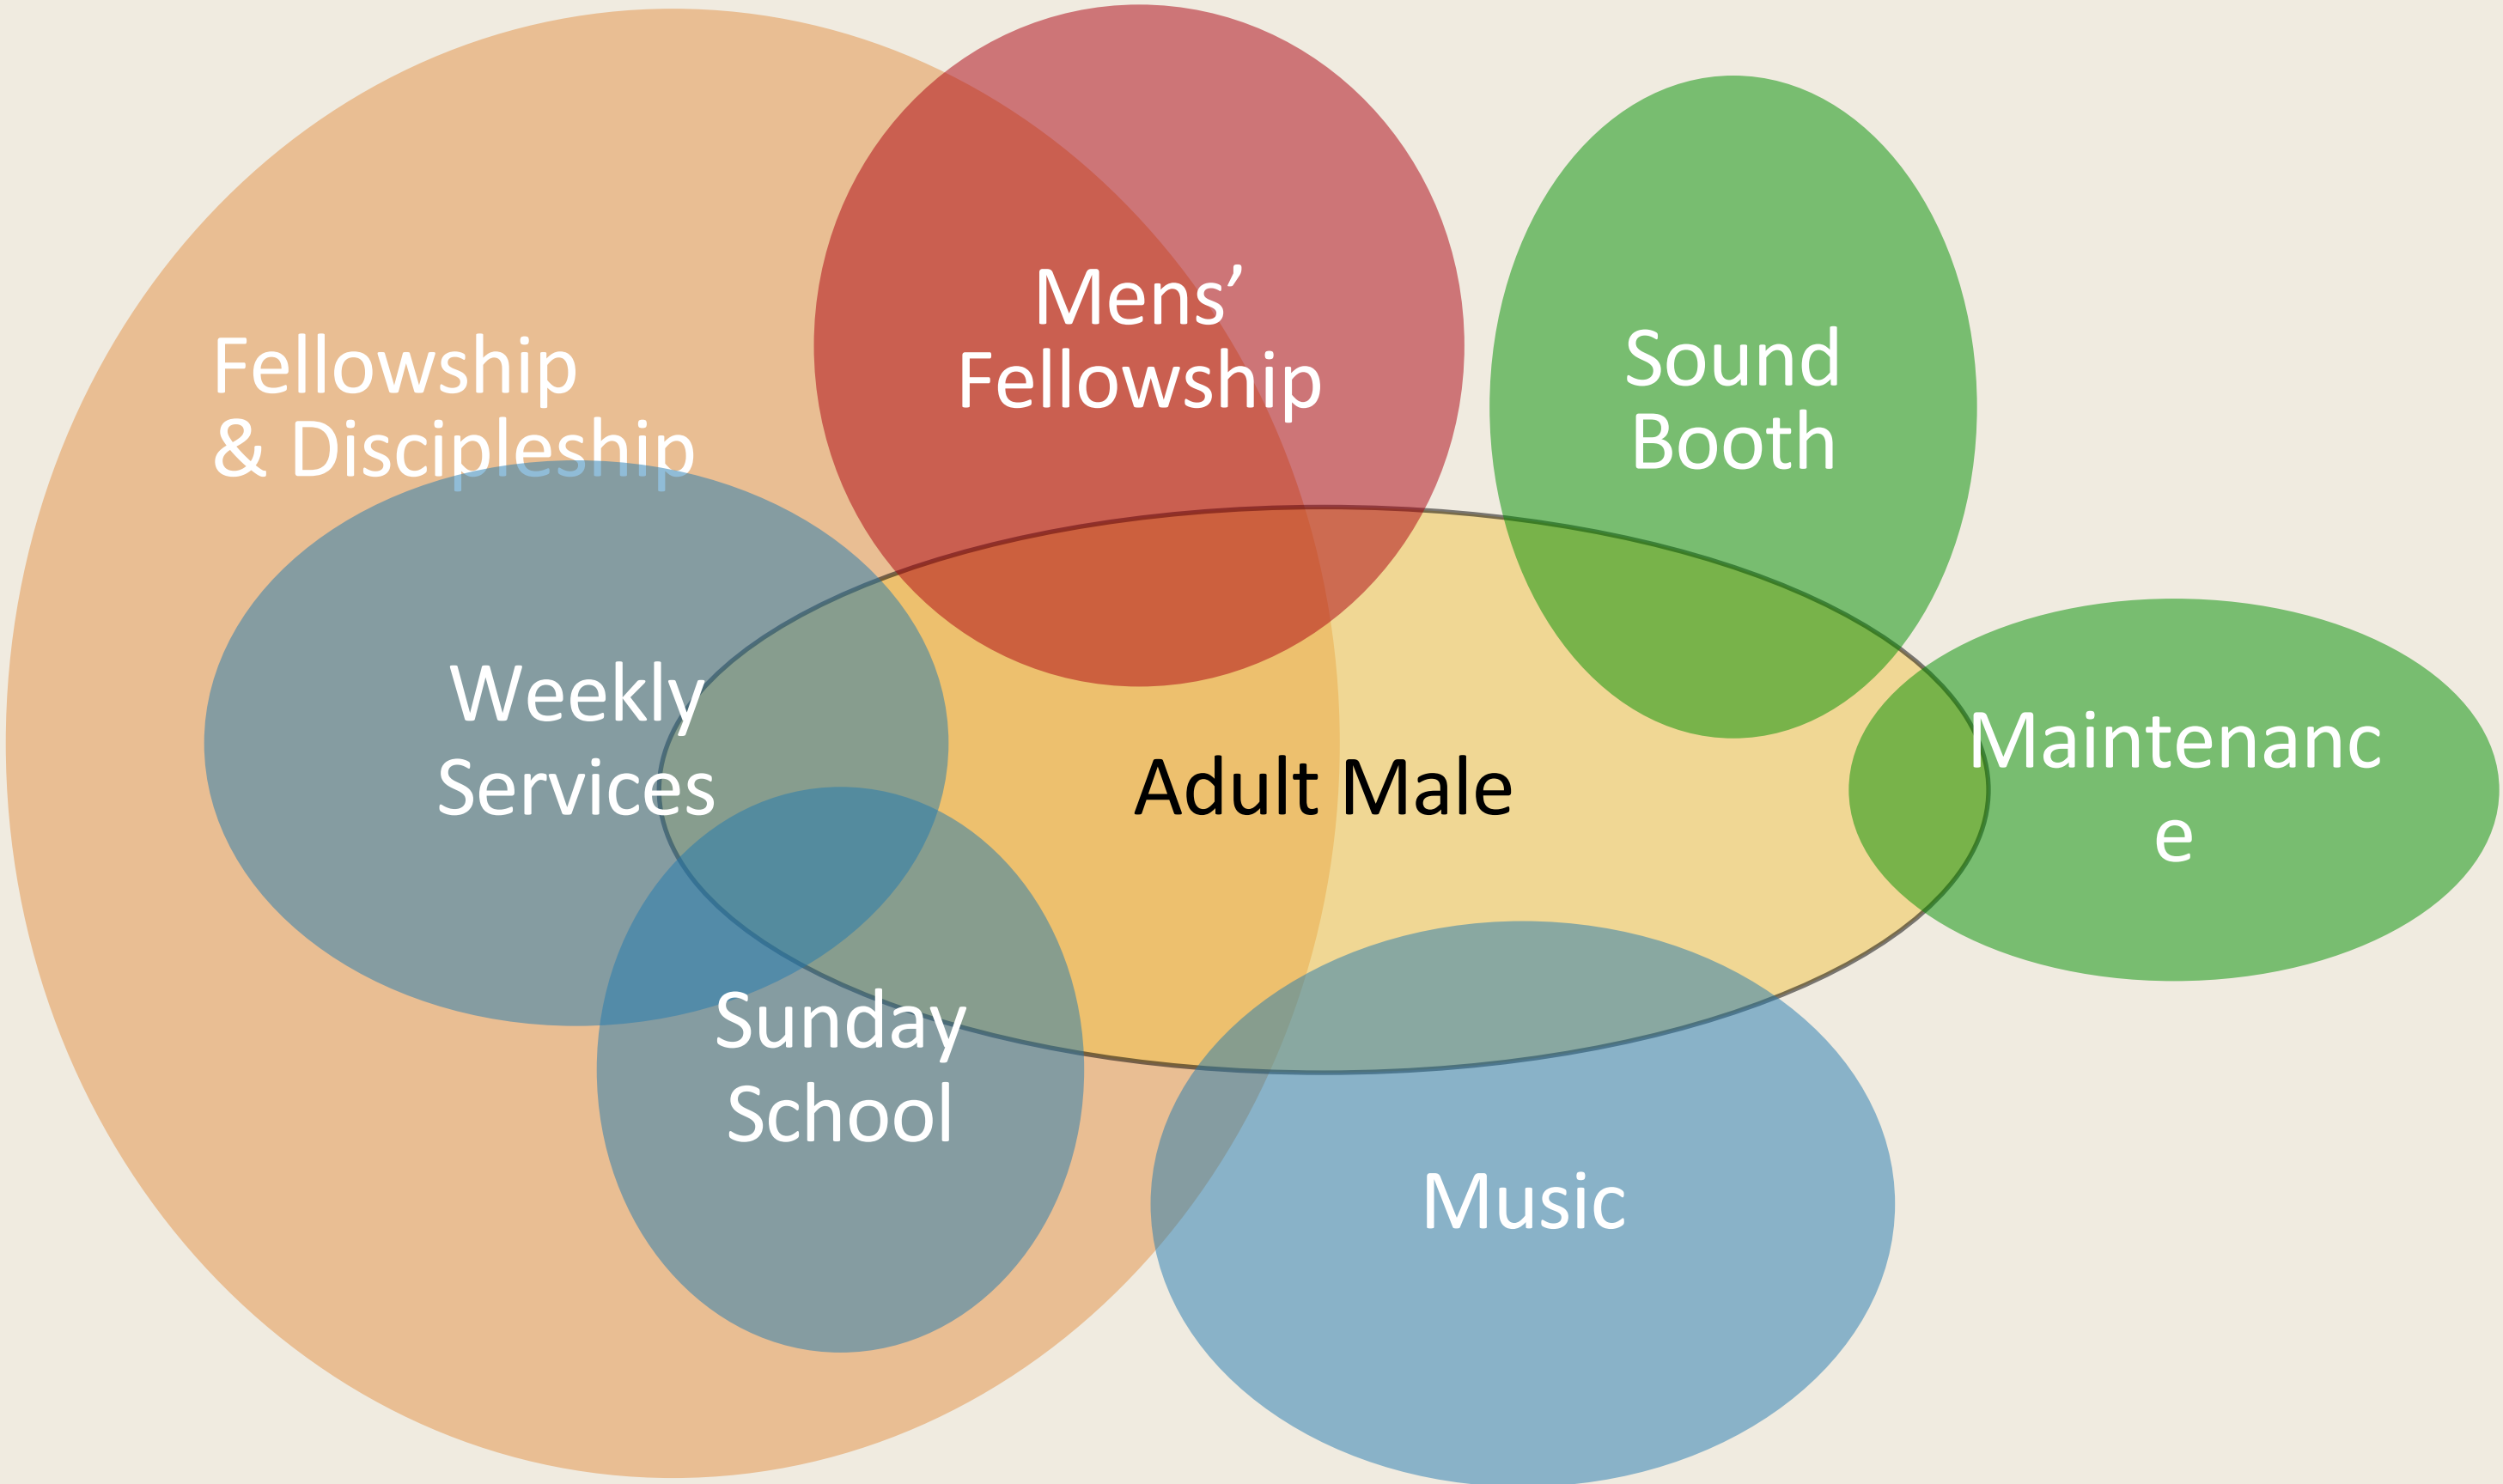 Mens’
Fellowship
Fellowship
& Discipleship
Sound
Booth
Weekly
Services
Adult Male
Maintenanc
e
Sunday
School
Music